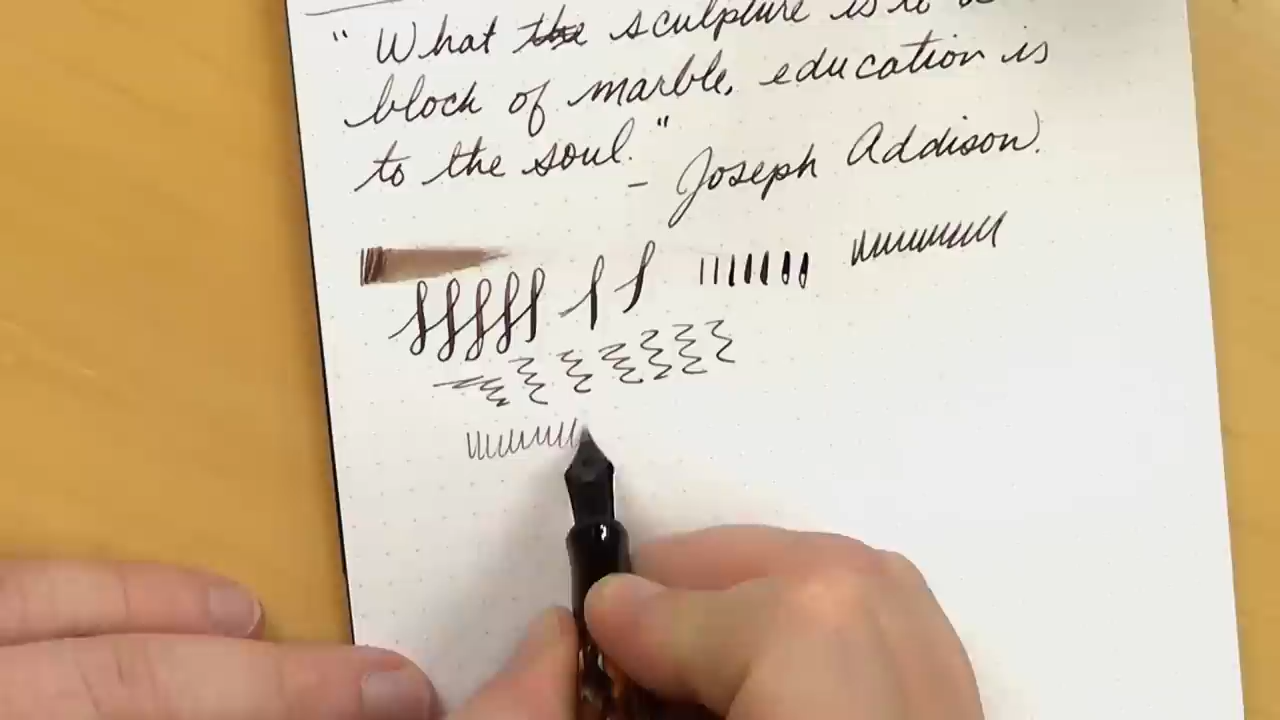 " What the sculpture is to a
block of marble, education is
to the soul."
- Joseph Addison.